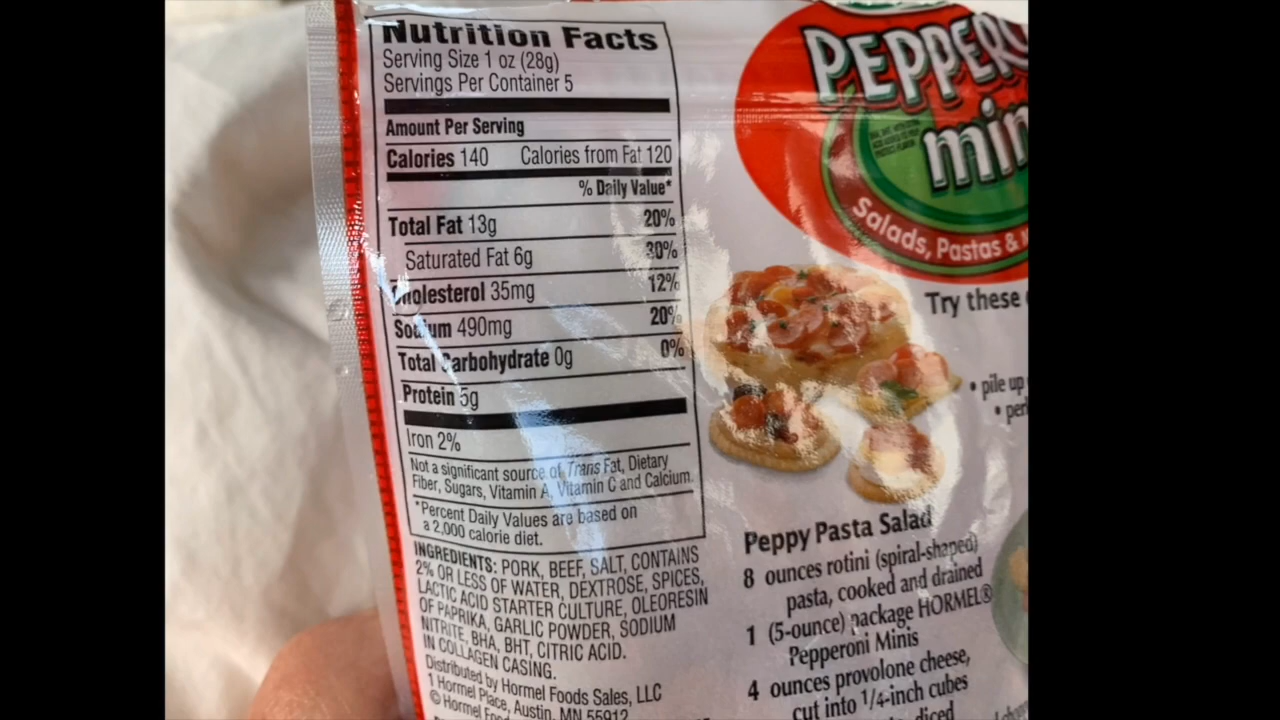 Nutrition Facts
Serving Size 1 oz (28g)
Servings Per Container 5
Amount Per Serving
Calories 140 Calories from Fat 120
% Daily Value*
Total Fat 13g 20%
Saturated Fat 6g 30%
Cholesterol 35mg 12%
Sodium 490mg 20%
Total Carbohydrate 0g 0%
Protein 5g
Iron 2%
Not a significant source of Trans Fat, Dietary
Fiber, Sugars, Vitamin A, Vitamin C and Calcium.
*Percent Daily Values are based on
a 2,000 calorie diet.
INGREDIENTS: PORK, BEEF, SALT, CONTAINS
2% OR LESS OF WATER, DEXTROSE, SPICES,
LACTIC ACID STARTER CULTURE, OLEORESIN
OF PAPRIKA, GARLIC POWDER, SODIUM
NITRITE, BHA, BHT, CITRIC ACID.
IN COLLAGEN CASING.
Distributed by Hormel Foods Sales, LLC
1 Hormel Place, Austin, MN 55912
© Hormel
PEPPERO
min
Salads, Pastas &
Try these
• pile up
• per
Peppy Pasta Salad
8 ounces rotini (spiral-shaped)
pasta, cooked and drained
1 (5-ounce) package HORMEL®
Pepperoni Minis
4 ounces provolone cheese,
cut into 1/4-inch cubes
diced